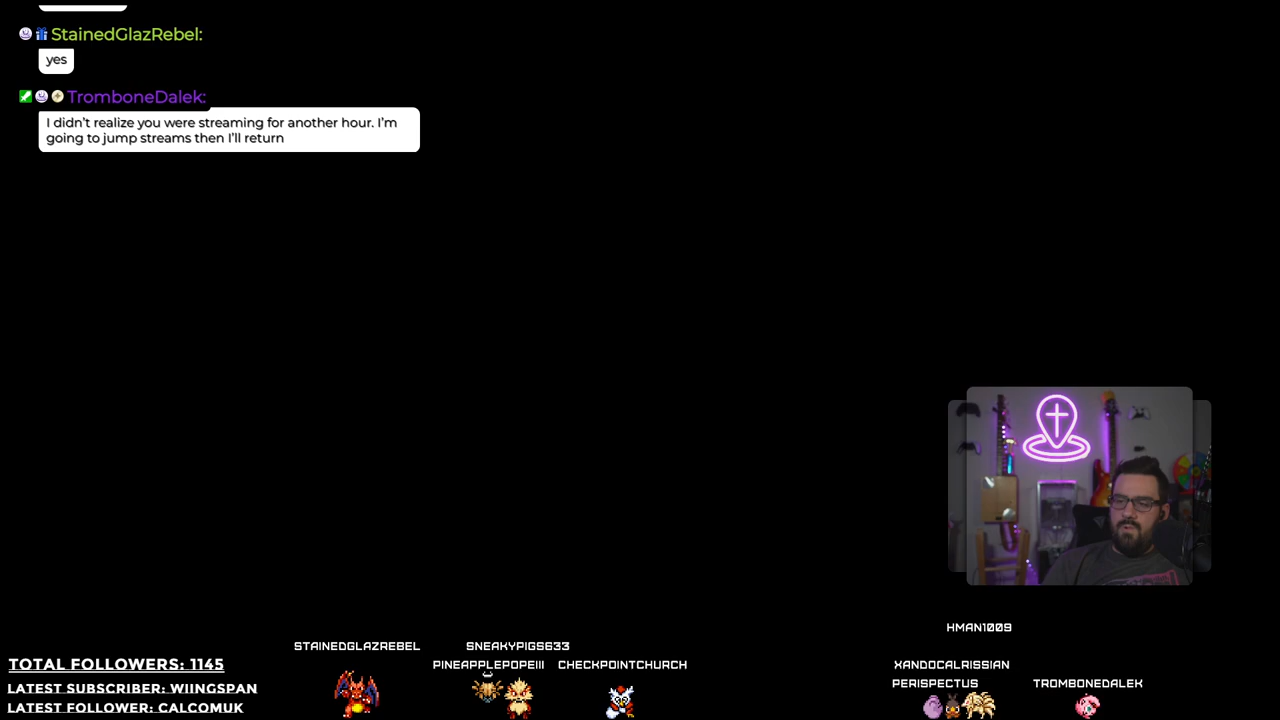 StainedGlazRebel:
yes
TromboneDalek:
I didn't realize you were streaming for another hour. I'm
going to jump streams then I'll return
HMAN1009
STAINEDGLAZREBEL
SNEAKYPIGS633
TOTAL FOLLOWERS: 1145
PINEAPPLEPOPEIII
CHECKPOINTCHURCH
XANDOCALRISSIAN
LATEST SUBSCRIBER: WIINGSPAN
PERISPECTUS
TROMBONEDALEK
LATEST FOLLOWER: CALCOMUK